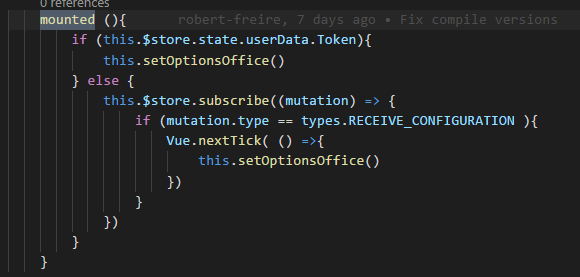 0 references
mounted (){ robert-freire, 7 days ago • Fix compile versions
if (this.$store.state.userData.Token){
this.setOptionsOffice()
} else {
this.$store.subscribe((mutation) => {
if (mutation.type == types.RECEIVE_CONFIGURATION ){
Vue.nextTick( () =>{
this.setOptionsOffice()
})
}
})
}
}